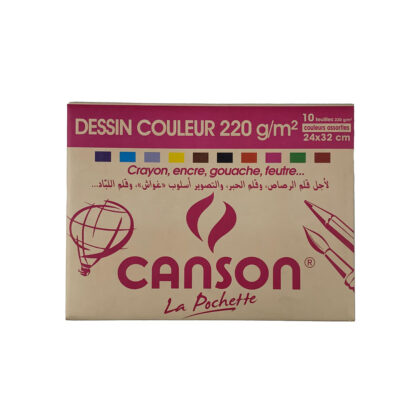 DESSIN COULEUR 220 g/m²
10 feuilles 220 g/m²
couleurs assorties
24x32 cm
Crayon, encre, gouache, feutre...
لأجل قلم الرصاص، وقلم الحبر، والتصوير أسلوب «غواش»، وقلم اللبّاد...
CANSON®
La Pochette